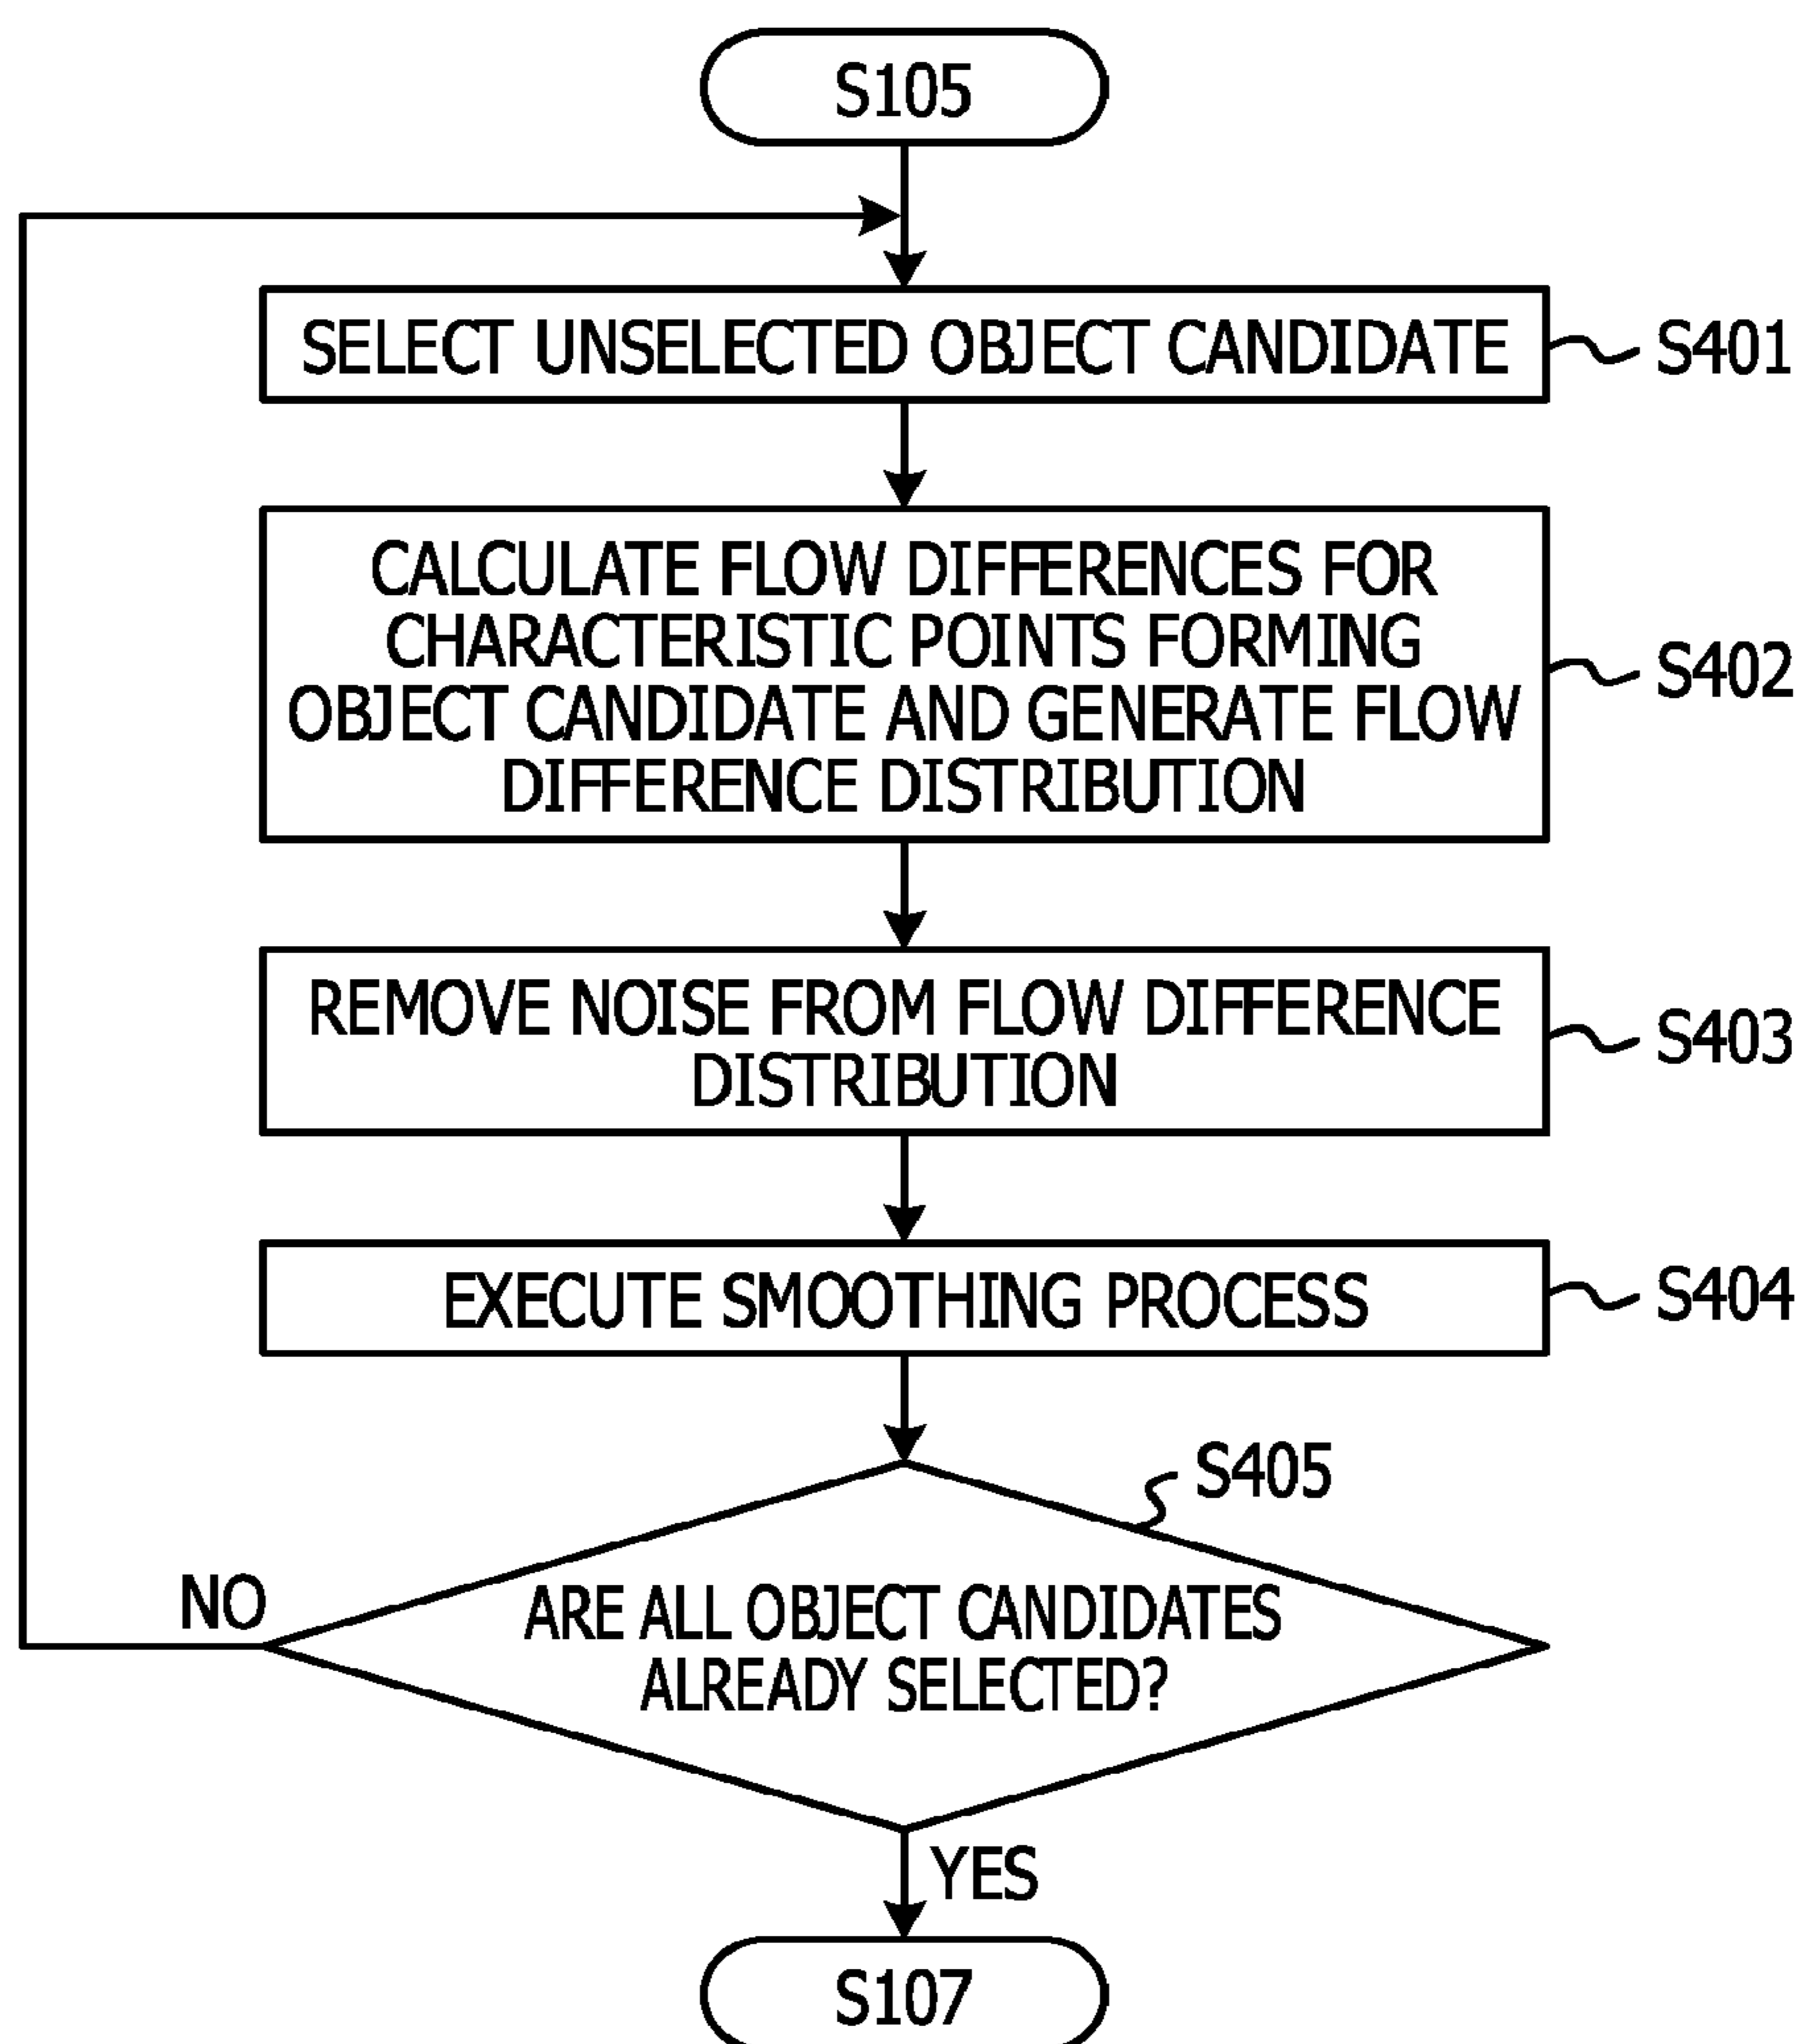 S105
SELECT UNSELECTED OBJECT CANDIDATE
S401
CALCULATE FLOW DIFFERENCES FOR
CHARACTERISTIC POINTS FORMING
OBJECT CANDIDATE AND GENERATE FLOW
DIFFERENCE DISTRIBUTION
S402
REMOVE NOISE FROM FLOW DIFFERENCE
DISTRIBUTION
S403
EXECUTE SMOOTHING PROCESS
S404
S405
ARE ALL OBJECT CANDIDATES
ALREADY SELECTED?
NO
YES
S107